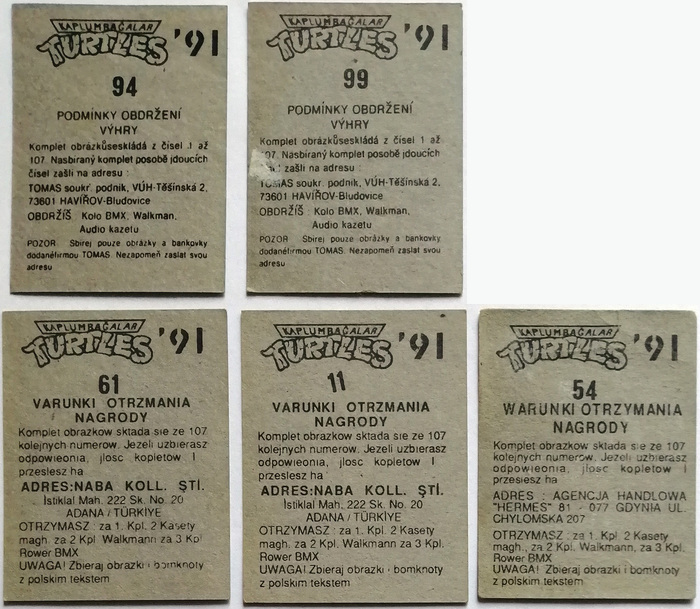 KAPLUMBAĞALAR
TURTLES '91
94
PODMÍNKY OBDRŽENÍ
VÝHRY
Komplet obrázkůseskládá z čísel 1 až
107. Nasbíraný komplet posobě jdoucích
čísel zašli na adresu :
TOMAS soukr. podnik, VÚH-Těšínská 2,
73601 HAVÍŘOV-Bludovice
OBDRŽÍŠ : Kolo BMX, Walkman,
Audio kazetu
POZOR Sbirej pouze obrázky a bankovky
dodanéfirmou TOMAS. Nezapomeň zaslat svou
adresu
KAPLUMBAĞALAR
TURTLES '91
99
PODMÍNKY OBDRŽENÍ
VÝHRY
Komplet obrázkůseskládá z čísel 1 až
107. Nasbíraný komplet posobě jdoucích
čísel zašli na adresu :
TOMAS soukr. podnik, VÚH-Těšínská 2,
73601 HAVÍŘOV-Bludovice
OBDRŽÍŠ : Kolo BMX, Walkman,
Audio kazetu
POZOR Sbirej pouze obrázky a bankovky
dodanéfirmou TOMAS. Nezapomeň zaslat svou
adresu
KAPLUMBAĞALAR
TURTLES '91
61
VARUNKI OTRZMANIA
NAGRODY
Komplet obrazkow sktada sie ze 107
kolejnych numerow. Jezeli uzbierasz
odpowieonia, jlosc kopletow I
przeslesz ha
ADRES:NABA KOLL. ŞTİ.
İstiklal Mah. 222 Sk. No. 20
ADANA / TÜRKİYE
OTRZYMASZ : za 1. Kpl. 2 Kasety
magh. za 2 Kpl. Walkmann za 3 Kpl.
Rower BMX
UWAGA! Zbieraj obrazki i bomknoty
z polskim tekstem
KAPLUMBAĞALAR
TURTLES '91
11
VARUNKI OTRZMANIA
NAGRODY
Komplet obrazkow sktada sie ze 107
kolejnych numerow. Jezeli uzbierasz
odpowieonia, jlosc kopletow I
przeslesz ha
ADRES:NABA KOLL. ŞTİ.
İstiklal Mah. 222 Sk. No. 20
ADANA / TÜRKİYE
OTRZYMASZ : za 1. Kpl. 2 Kasety
magh. za 2 Kpl. Walkmann za 3 Kpl.
Rower BMX
UWAGA! Zbieraj obrazki i bomknoty
z polskim tekstem
KAPLUMBAĞALAR
TURTLES '91
54
WARUNKI OTRZYMANIA
NAGRODY
Komplet obrazkow sktada sie ze 107
kolejnych numerow. Jezeli uzbierasz
odpowieonia, jlosc kopletow I
przeslesz ha
ADRES : AGENCJA HANDLOWA
"HERMES" 81 - 077 GDYNIA UL.
CHYLOMSKA 207
OTRZYMASZ : za 1. Kpl. 2 Kasety
magh., za 2 Kpl. Walkmann, za 3 Kpl.
Rower BMX
UWAGA! Zbieraj obrazki i bomknoty
z polskim tekstem